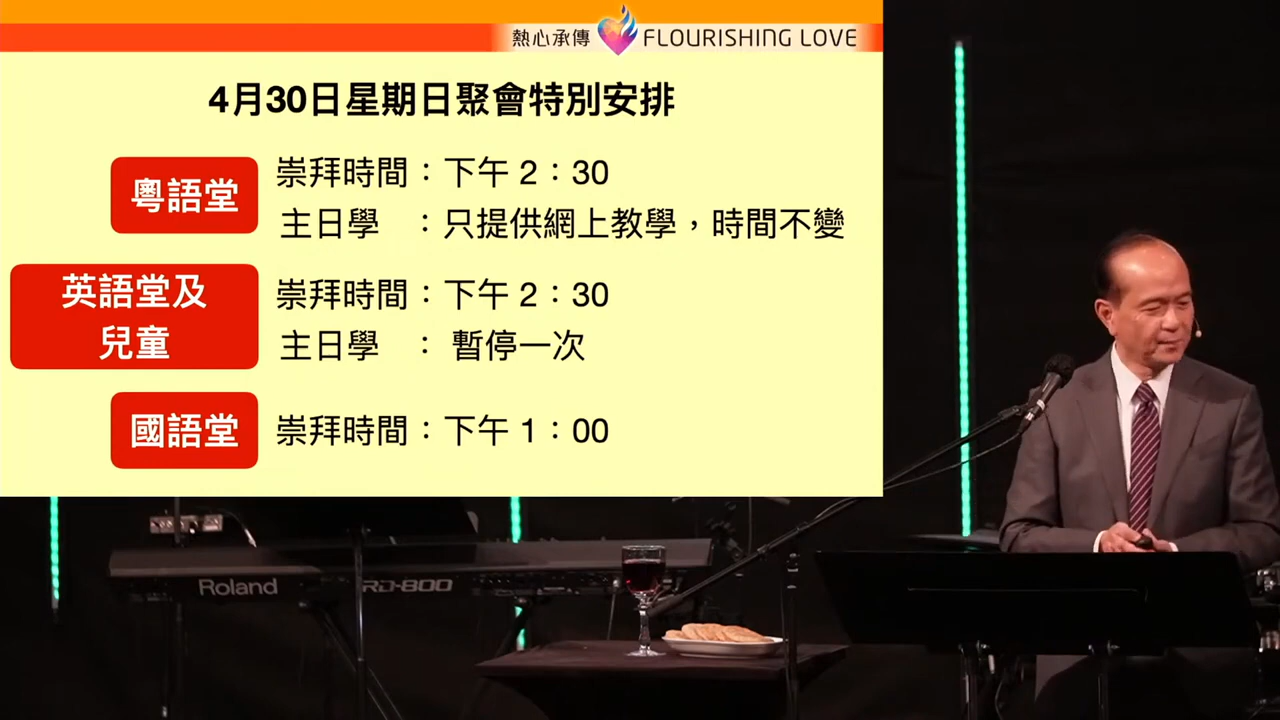 熱心承傳 FLOURISHING LOVE
4月30日星期日聚會特別安排
粵語堂
崇拜時間：下午 2：30
主日學　：只提供網上教學，時間不變
英語堂及
兒童
崇拜時間：下午 2：30
主日學　： 暫停一次
國語堂
崇拜時間：下午 1：00
Roland
RD-800